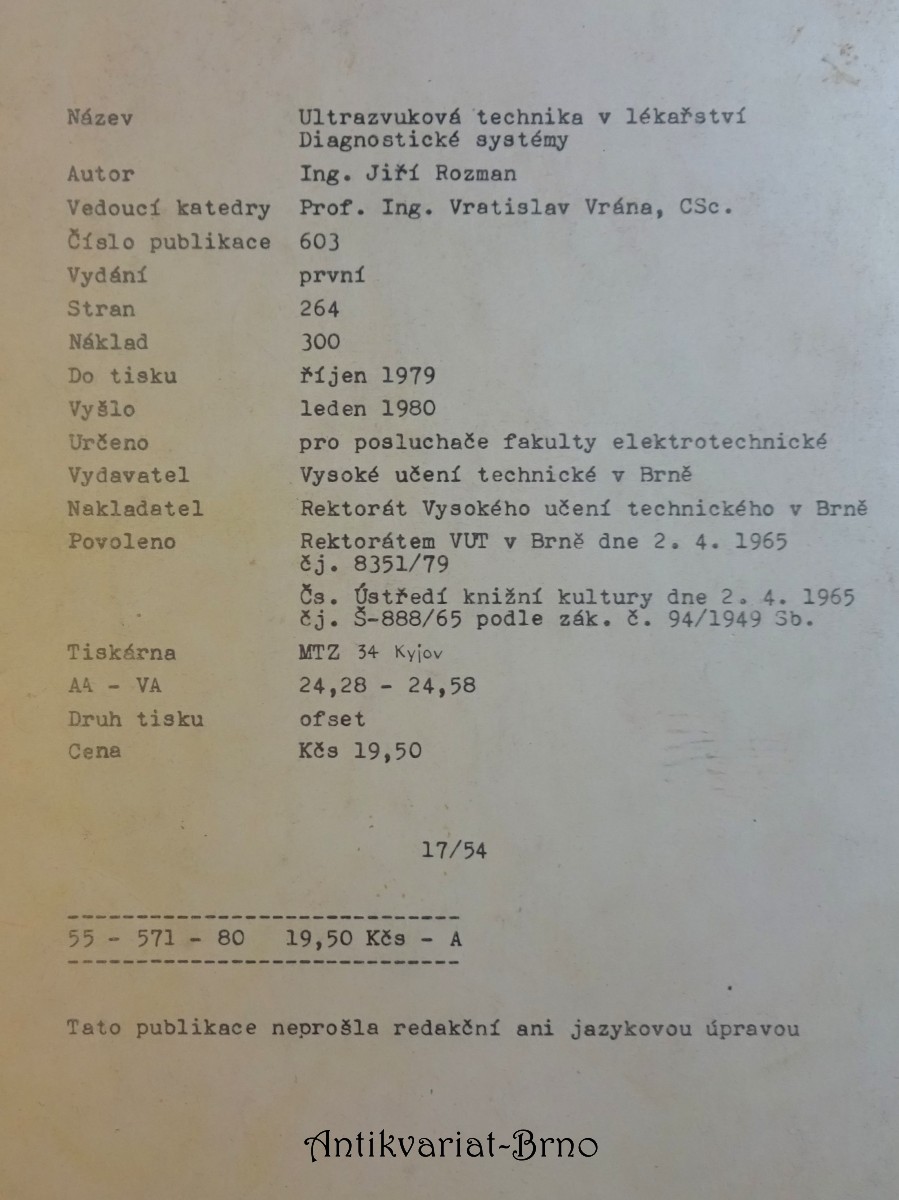 Název Ultrazvuková technika v lékařství
Diagnostické systémy
Autor Ing. Jiří Rozman
Vedoucí katedry Prof. Ing. Vratislav Vrána, CSc.
Číslo publikace 603
Vydání první
Stran 264
Náklad 300
Do tisku říjen 1979
Vyšlo leden 1980
Určeno pro posluchače fakulty elektrotechnické
Vydavatel Vysoké učení technické v Brně
Nakladatel Rektorát Vysokého učení technického v Brně
Povoleno Rektorátem VUT v Brně dne 2. 4. 1965
čj. 8351/79
Čs. Ústředí knižní kultury dne 2. 4. 1965
čj. Š-888/65 podle zák. č. 94/1949 Sb.
Tiskárna MTZ 34 Kyjov
AA - VA 24,28 - 24,58
Druh tisku ofset
Cena Kčs 19,50
17/54
55 - 571 - 80 19,50 Kčs - A
Tato publikace neprošla redakční ani jazykovou úpravou
Antikvariat-Brno